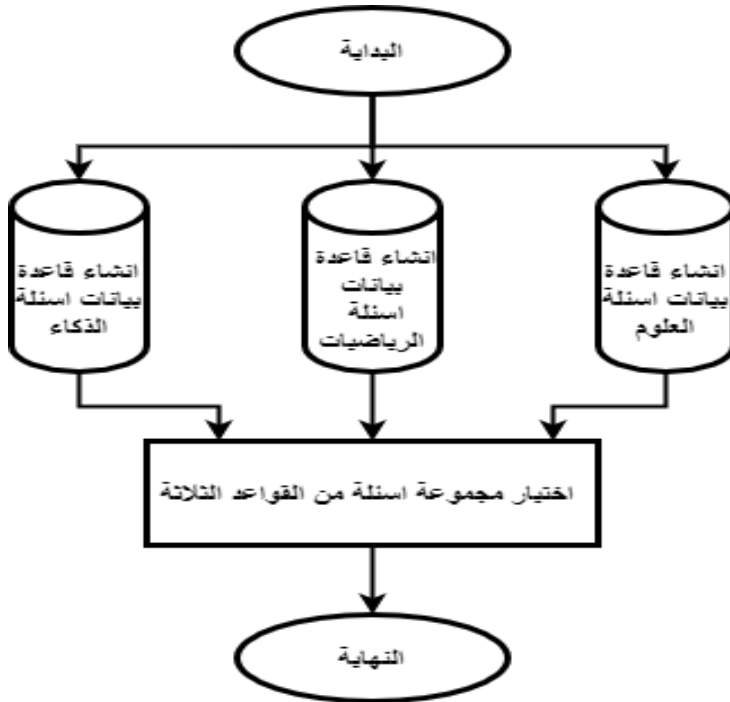 البداية
انشاء قاعدة
بيانات اسئلة
العلوم
انشاء قاعدة
بيانات
اسئلة
الرياضيات
انشاء قاعدة
بيانات اسئلة
الذكاء
اختيار مجموعة اسئلة من القواعد الثلاثة
النهاية